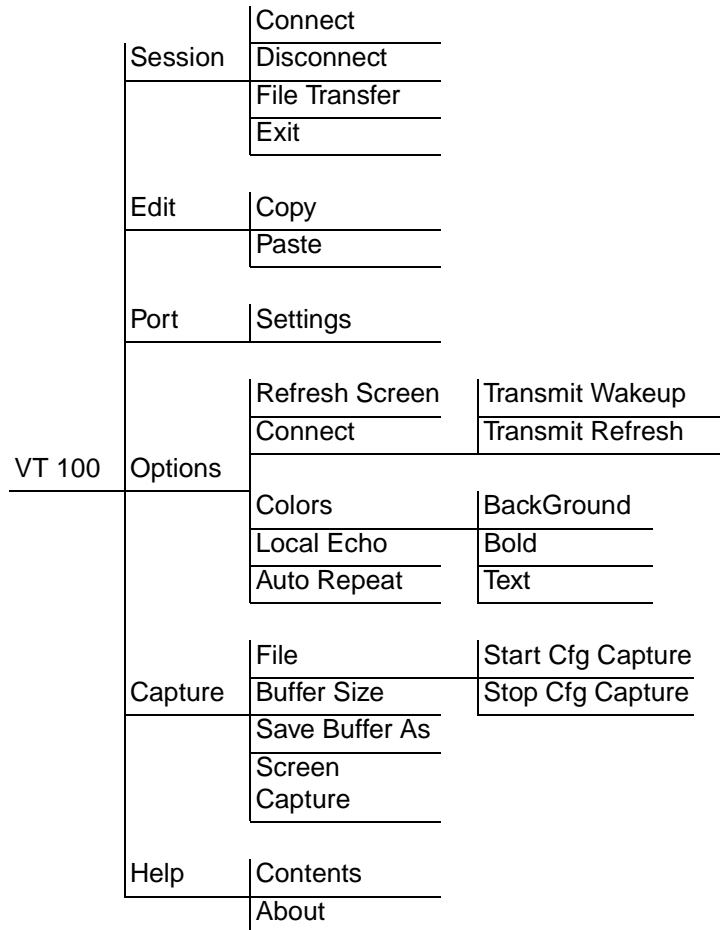 Connect
Session Disconnect
File Transfer
Exit
Edit Copy
Paste
Port Settings
Refresh Screen Transmit Wakeup
Connect Transmit Refresh
VT 100 Options
Colors BackGround
Local Echo Bold
Auto Repeat Text
File Start Cfg Capture
Capture Buffer Size Stop Cfg Capture
Save Buffer As
Screen
Capture
Help Contents
About